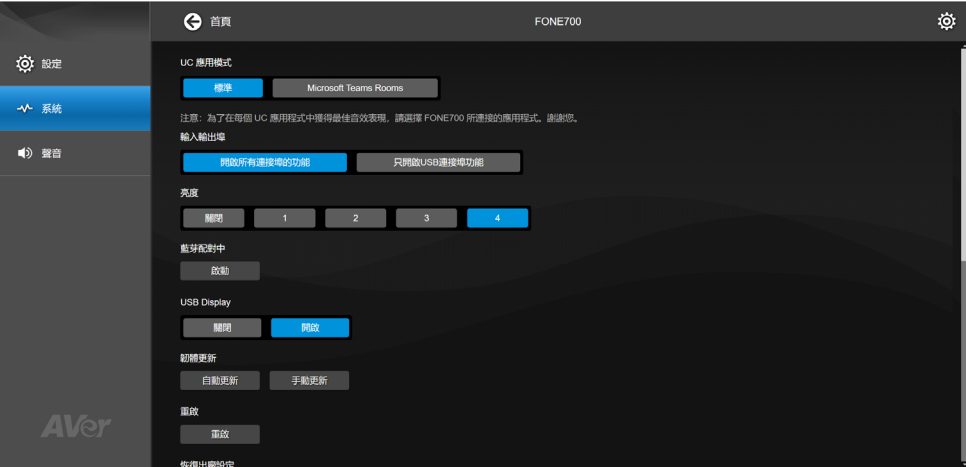 首頁
FONE700
設定
系統
聲音
UC 應用模式
標準
Microsoft Teams Rooms
注意：為了在每個 UC 應用程式中獲得最佳音效表現，請選擇 FONE700 所連接的應用程式。謝謝您。
輸入輸出埠
開啟所有連接埠的功能
只開啟USB連接埠功能
亮度
關閉 1 2 3 4
藍芽配對中
啟動
USB Display
關閉 開啟
韌體更新
自動更新 手動更新
重啟
重啟
恢復出廠設定
AVer